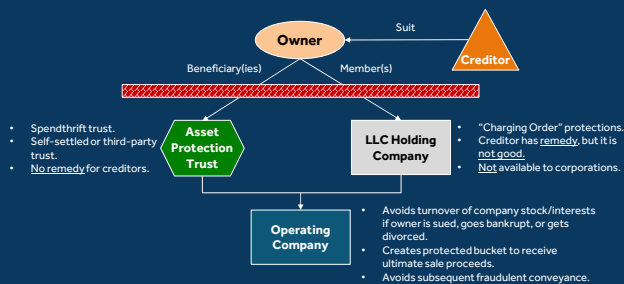 Suit
Owner
Creditor
Beneficiary(ies)
Member(s)
• Spendthrift trust.
• Self-settled or third-party
trust.
• No remedy for creditors.
Asset
Protection
Trust
LLC Holding
Company
• “Charging Order” protections.
• Creditor has remedy, but it is
not good.
• Not available to corporations.
Operating
Company
• Avoids turnover of company stock/interests
if owner is sued, goes bankrupt, or gets
divorced.
• Creates protected bucket to receive
ultimate sale proceeds.
• Avoids subsequent fraudulent conveyance.